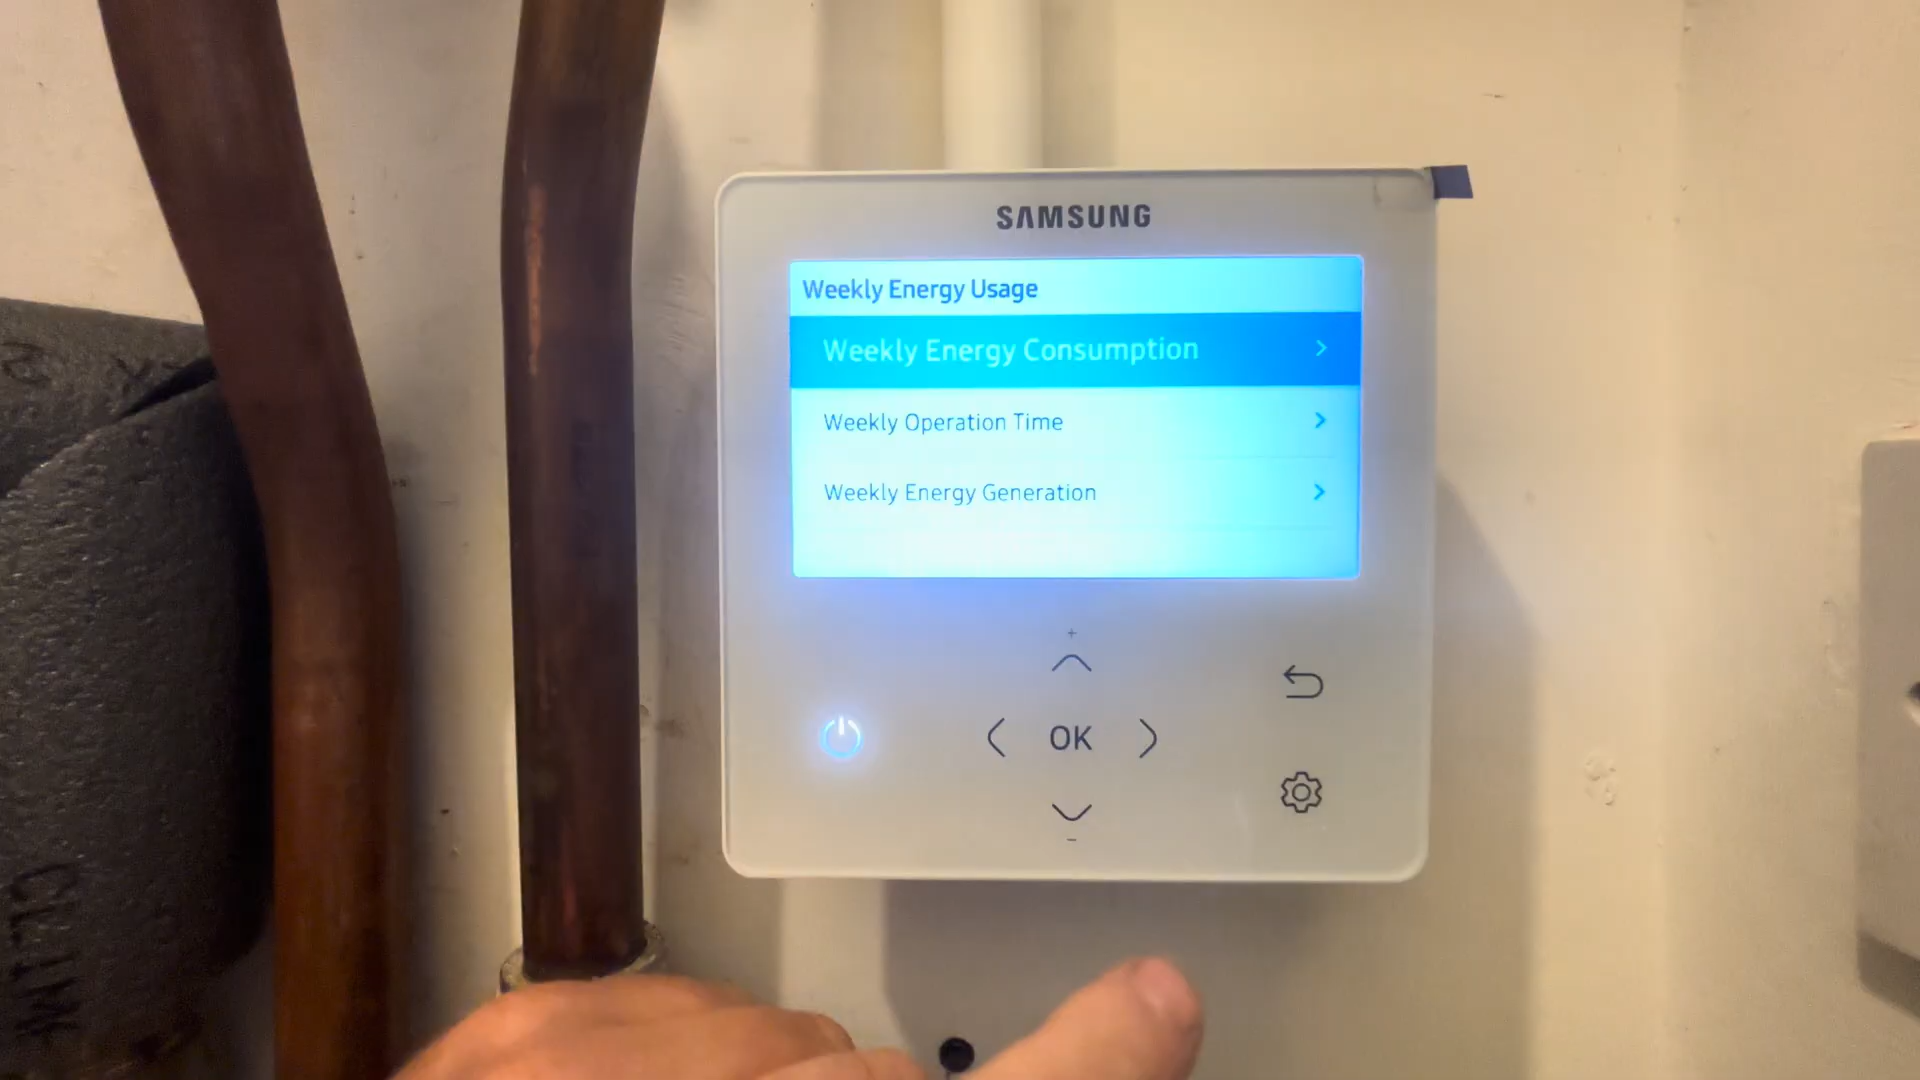 SAMSUNG
Weekly Energy Usage
Weekly Energy Consumption
Weekly Operation Time
Weekly Energy Generation
+
OK
-